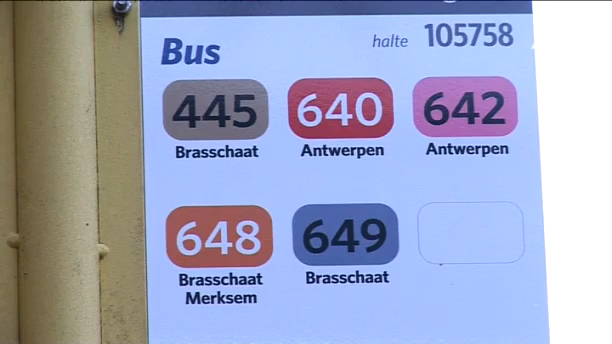 Bus
halte 105758
445 640 642
Brasschaat Antwerpen Antwerpen
648 649
Brasschaat Brasschaat
Merksem